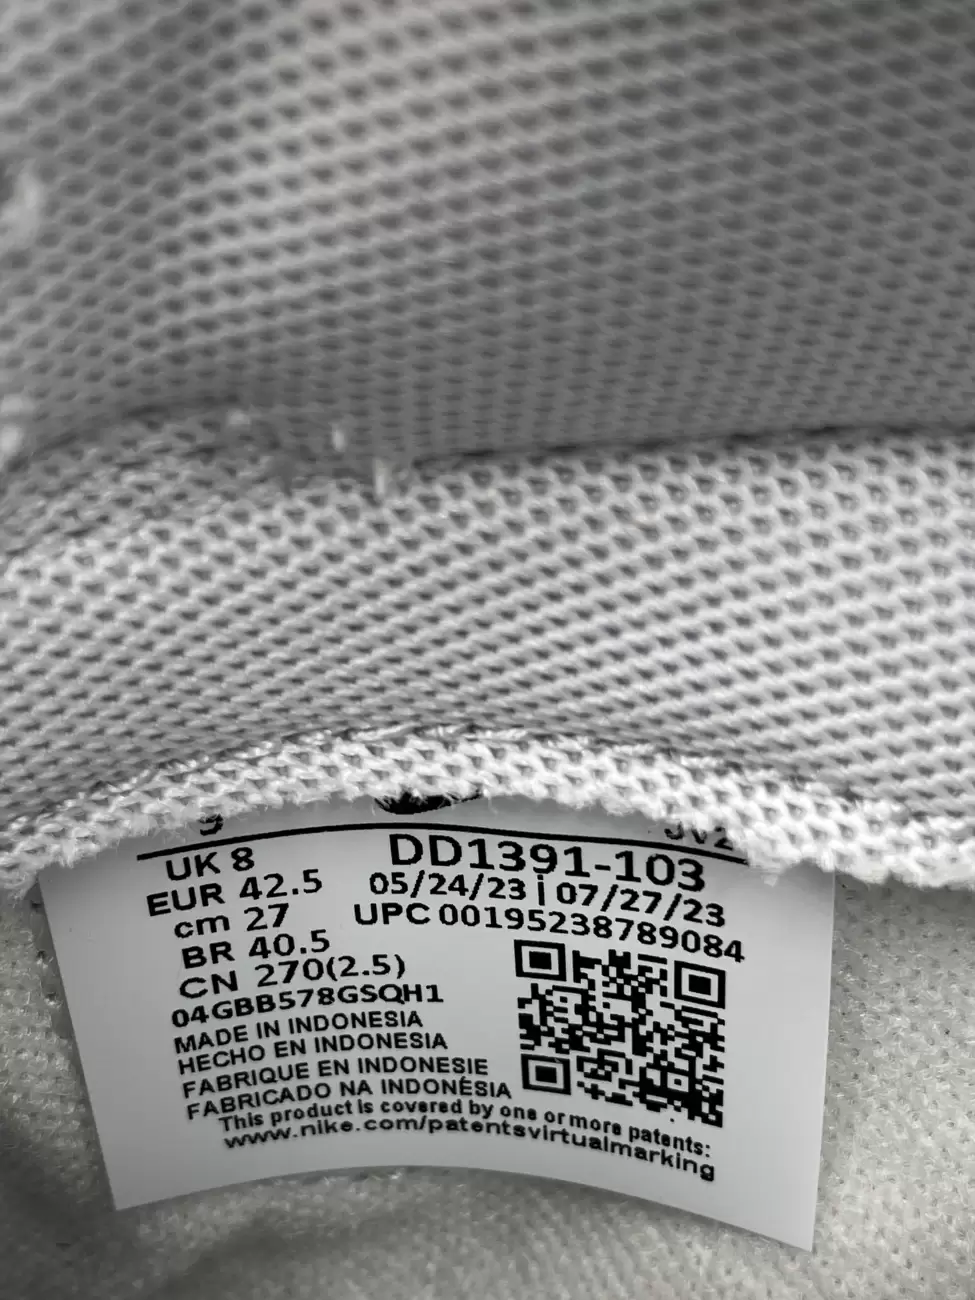 9 JV2
UK 8 DD1391-103
EUR 42.5 05/24/23 | 07/27/23
cm 27 UPC 00195238789084
BR 40.5
CN 270(2.5)
04GBB578GSQH1
MADE IN INDONESIA
HECHO EN INDONESIA
FABRIQUE EN INDONESIE
FABRICADO NA INDONÉSIA
This product is covered by one or more patents:
www.nike.com/patentsvirtualmarking